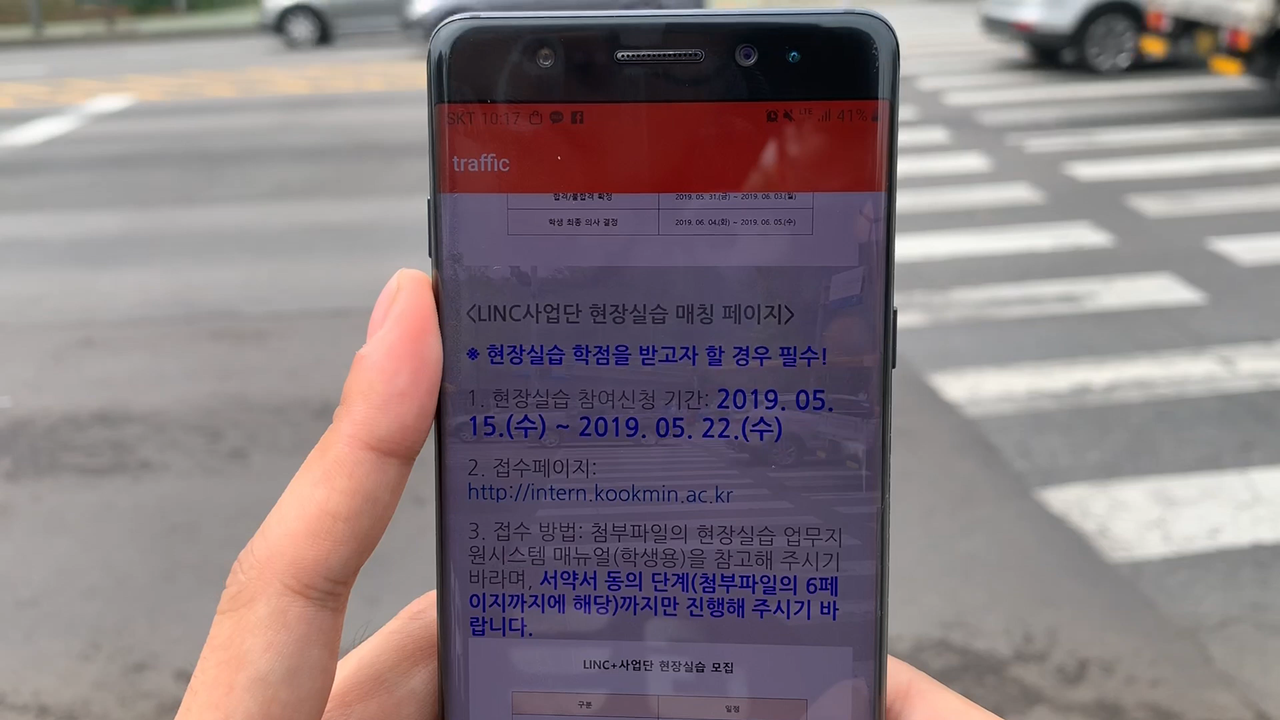 SKT 10:17 LTE 41%
traffic
합격/불합격 확정 2019. 05. 31.(금) ~ 2019. 06. 03.(월)
학생 최종 의사 결정 2019. 06. 04.(화) ~ 2019. 06. 05.(수)
<LINC사업단 현장실습 매칭 페이지>
※ 현장실습 학점을 받고자 할 경우 필수!
1. 현장실습 참여신청 기간: 2019. 05.
15.(수) ~ 2019. 05. 22.(수)
2. 접수페이지:
http://intern.kookmin.ac.kr
3. 접수 방법: 첨부파일의 현장실습 업무지
원시스템 매뉴얼(학생용)을 참고해 주시기
바라며, 서약서 동의 단계(첨부파일의 6페
이지까지에 해당)까지만 진행해 주시기 바
랍니다.
LINC+사업단 현장실습 모집
구분 일정